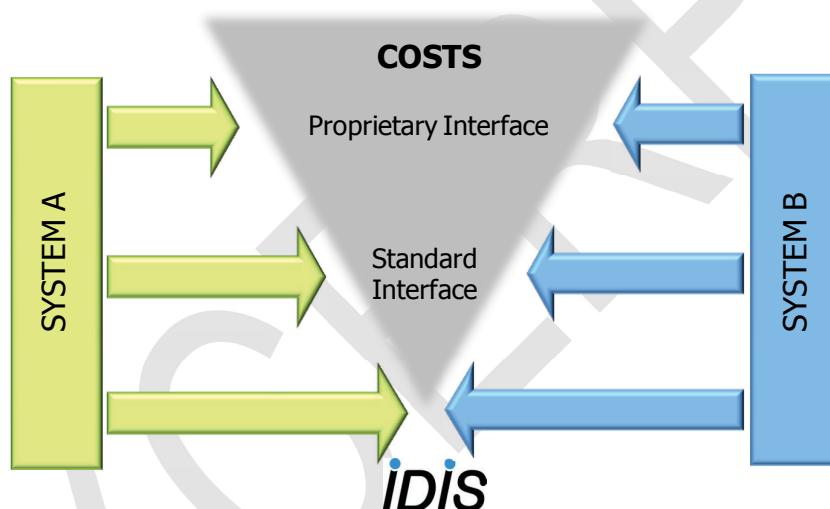 COSTS
Proprietary Interface
SYSTEM A
SYSTEM B
Standard
Interface
iDiS